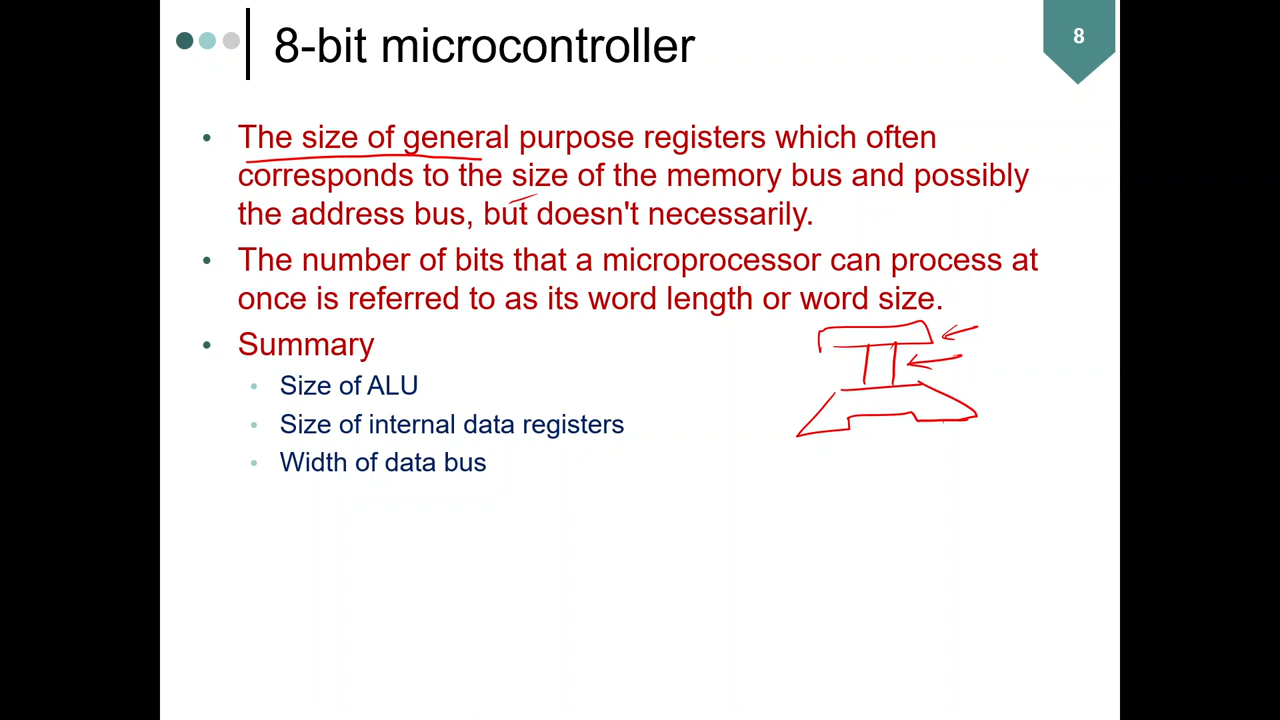 8-bit microcontroller
8
• The size of general purpose registers which often
corresponds to the size of the memory bus and possibly
the address bus, but doesn't necessarily.
• The number of bits that a microprocessor can process at
once is referred to as its word length or word size.
• Summary
• Size of ALU
• Size of internal data registers
• Width of data bus